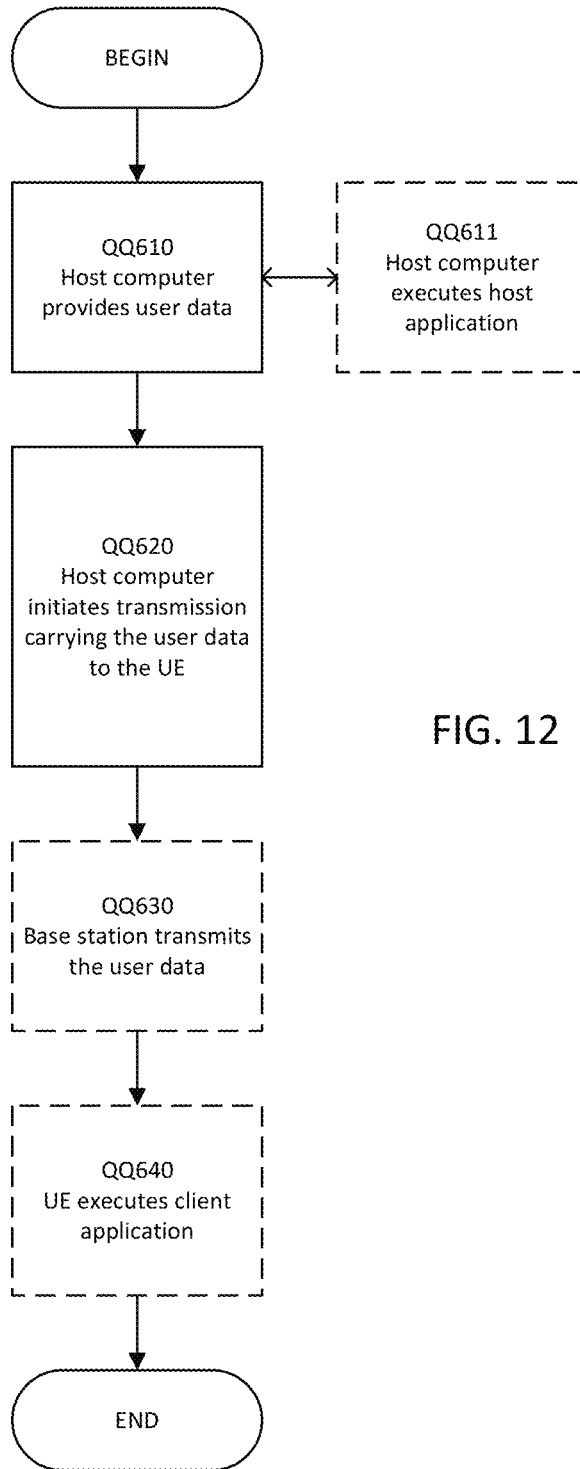 BEGIN
QQ610
Host computer
provides user data
QQ611
Host computer
executes host
application
QQ620
Host computer
initiates transmission
carrying the user data
to the UE
FIG. 12
QQ630
Base station transmits
the user data
QQ640
UE executes client
application
END